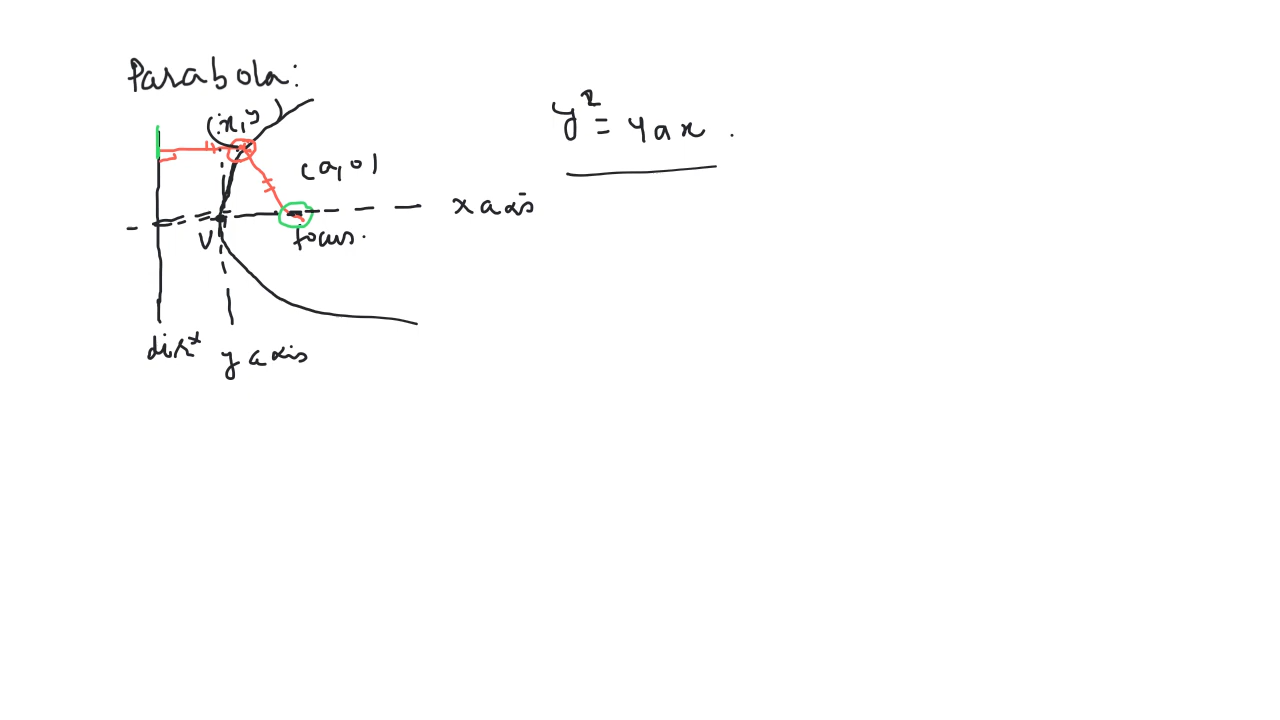 Parabola:
(x,y)
y² = 4ax.
(a,0)
x axis
V
focus.
dirˣ
y axis